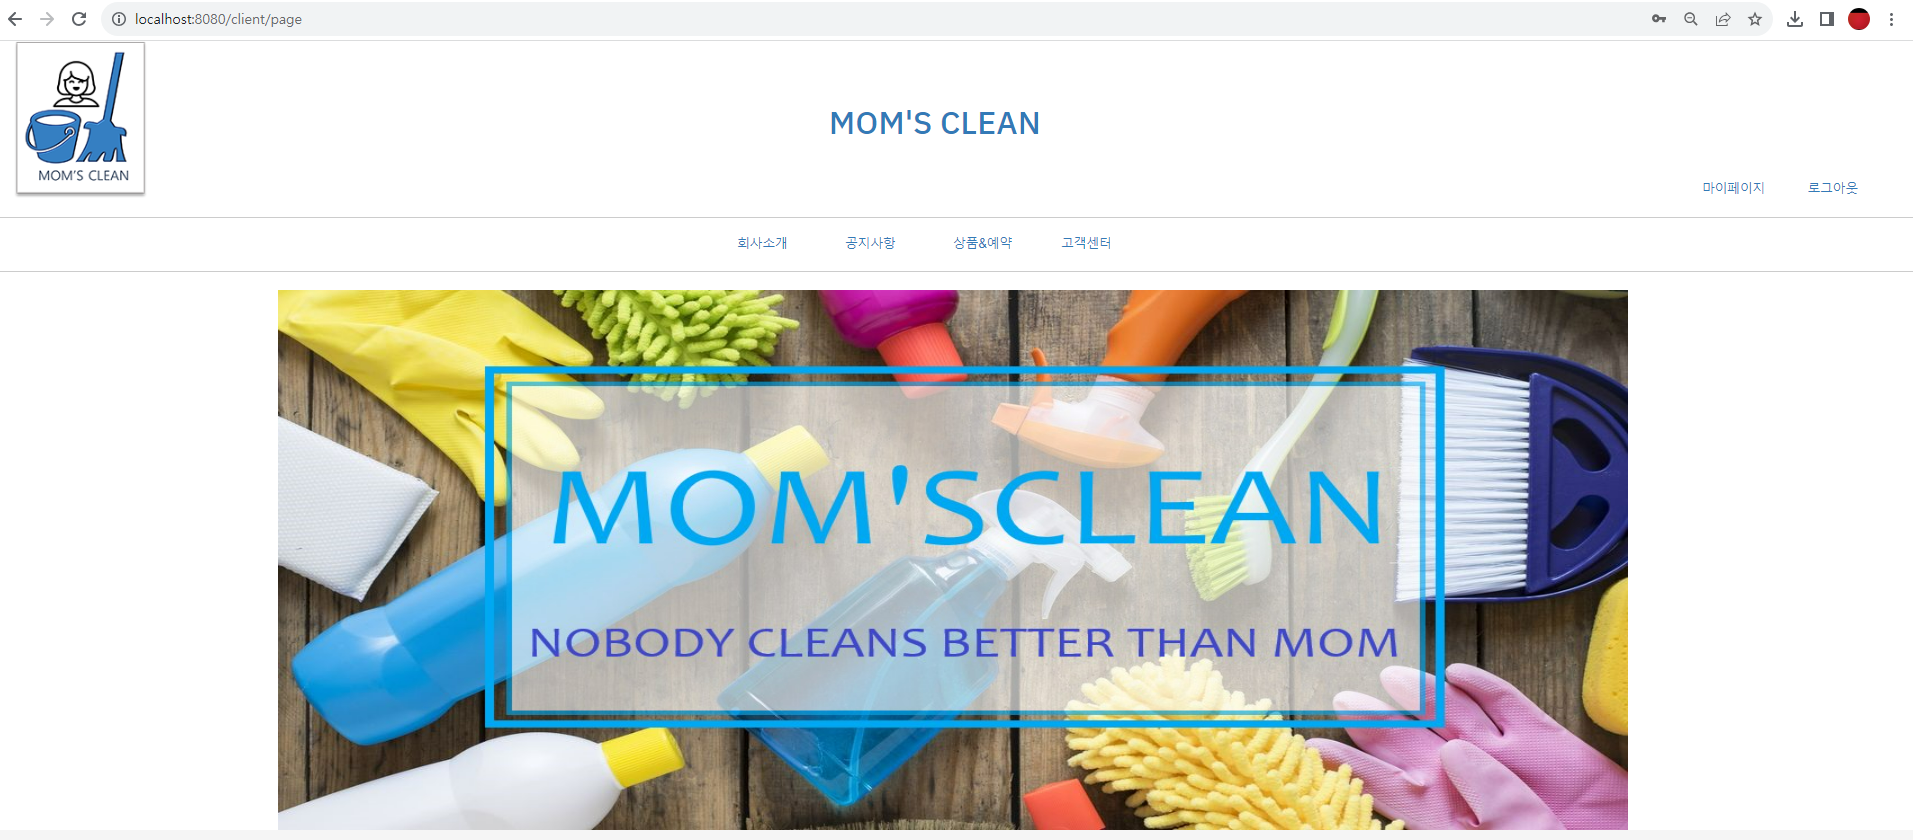 localhost:8080/client/page
MOM'S CLEAN
MOM'S CLEAN
마이페이지 로그아웃
회사소개 공지사항 상품&예약 고객센터
MOM'SCLEAN
NOBODY CLEANS BETTER THAN MOM